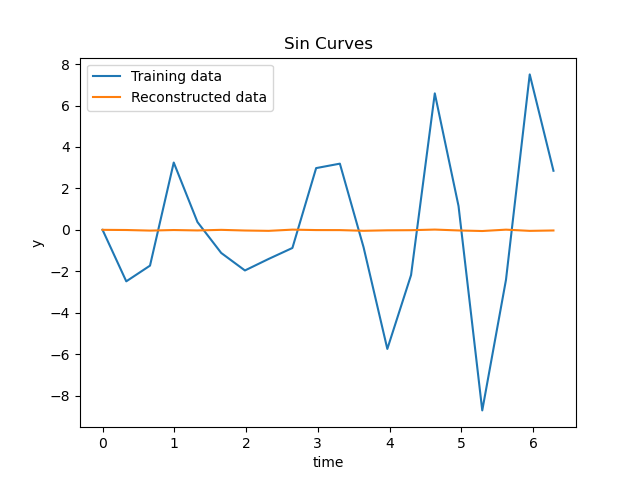 Sin Curves
Training data
Reconstructed data
8
6
4
2
0
−2
−4
−6
−8
y
0 1 2 3 4 5 6
time